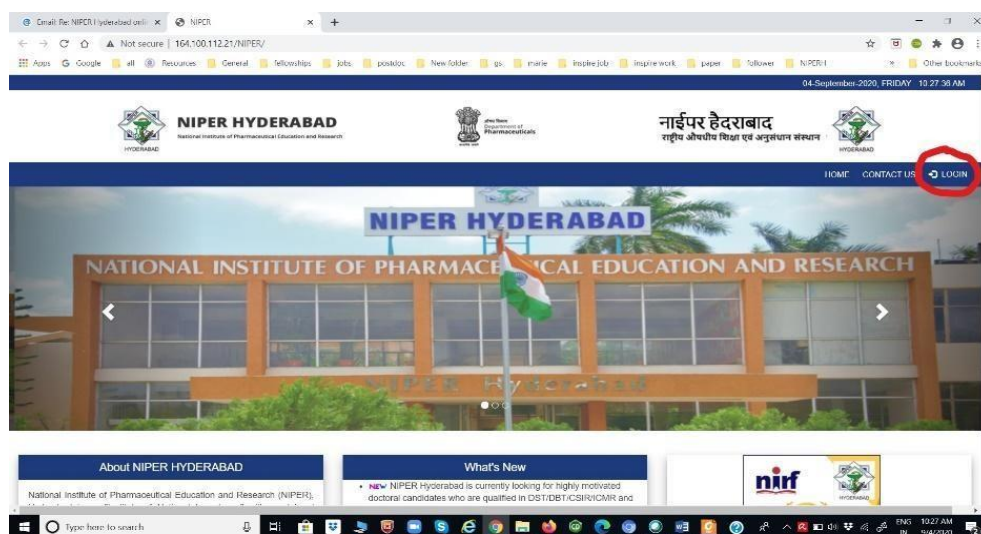 Email: Re: NIPER Hyderabad onli
NIPER
Not secure | 164.100.112.21/NIPER/
Apps Google all Resources General fellowships jobs postdoc New folder gs marie inspire job inspire work paper follower NIPERH Other bookmarks
04-September-2020, FRIDAY 10:27:36 AM
NIPER HYDERABAD
National Institute of Pharmaceutical Education and Research
HYDERABAD
Department of
Pharmaceuticals
नाईपर हैदराबाद
राष्ट्रीय औषधीय शिक्षा एवं अनुसंधान संस्थान
HYDERABAD
HOME CONTACT US LOGIN
NIPER HYDERABAD
NATIONAL INSTITUTE OF PHARMACE ICAL EDUCATION AND RESEARCH
NIPER Hyderabad
About NIPER HYDERABAD
National Institute of Pharmaceutical Education and Research (NIPER),
What's New
NEW NIPER Hyderabad is currently looking for highly motivated
doctoral candidates who are qualified in DST/DBT/CSIR/ICMR and
nirf
HYDERABAD
Type here to search
ENG 10:27 AM
IN 9/4/2020